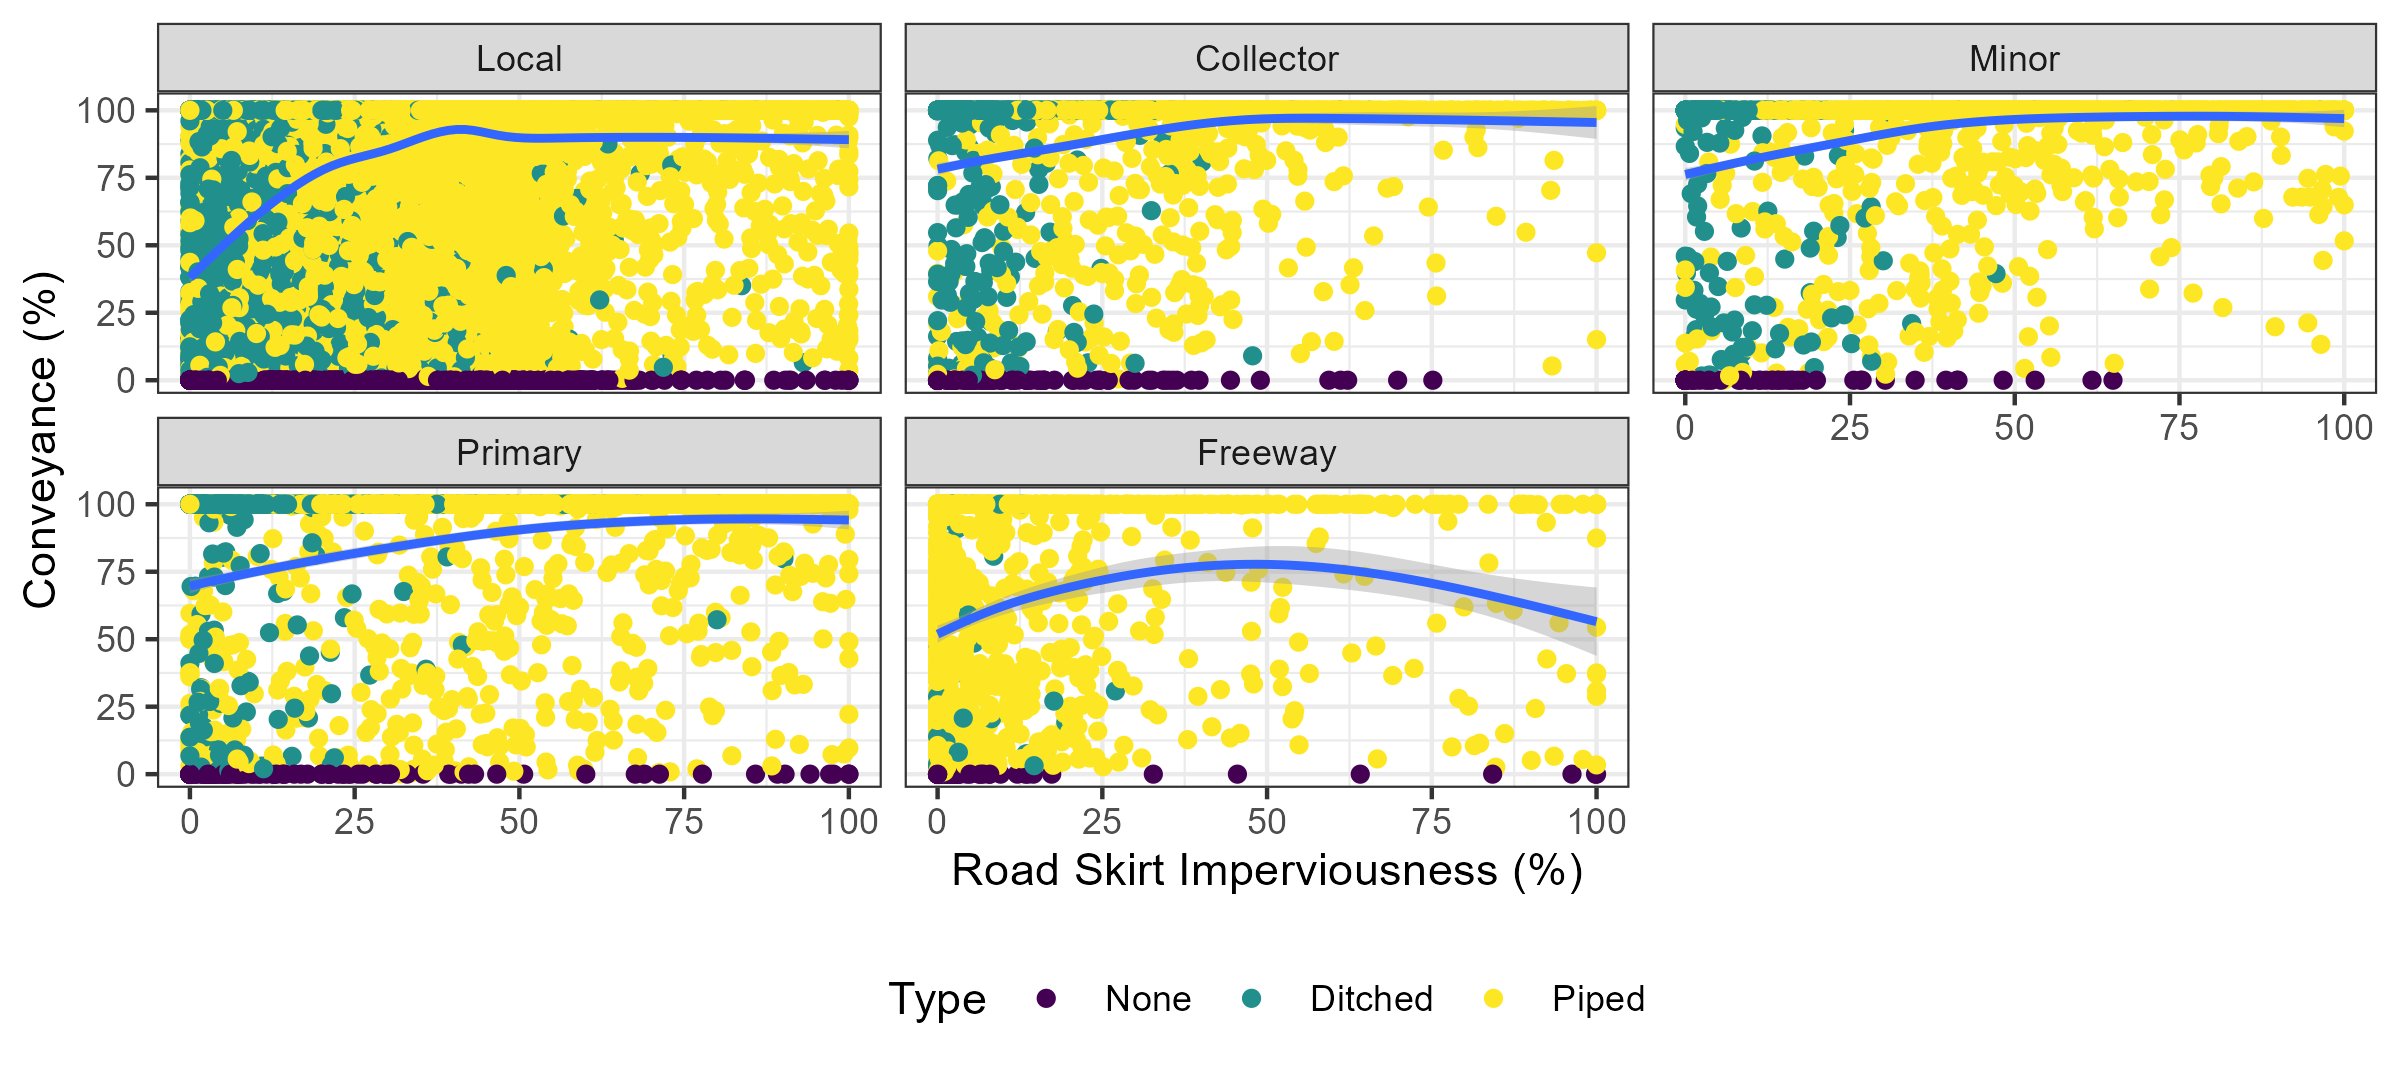 Local Collector Minor
Conveyance (%)
100
75
50
25
0
0 25 50 75 100
Primary Freeway
100
75
50
25
0
0 25 50 75 100 0 25 50 75 100
Road Skirt Imperviousness (%)
Type None Ditched Piped